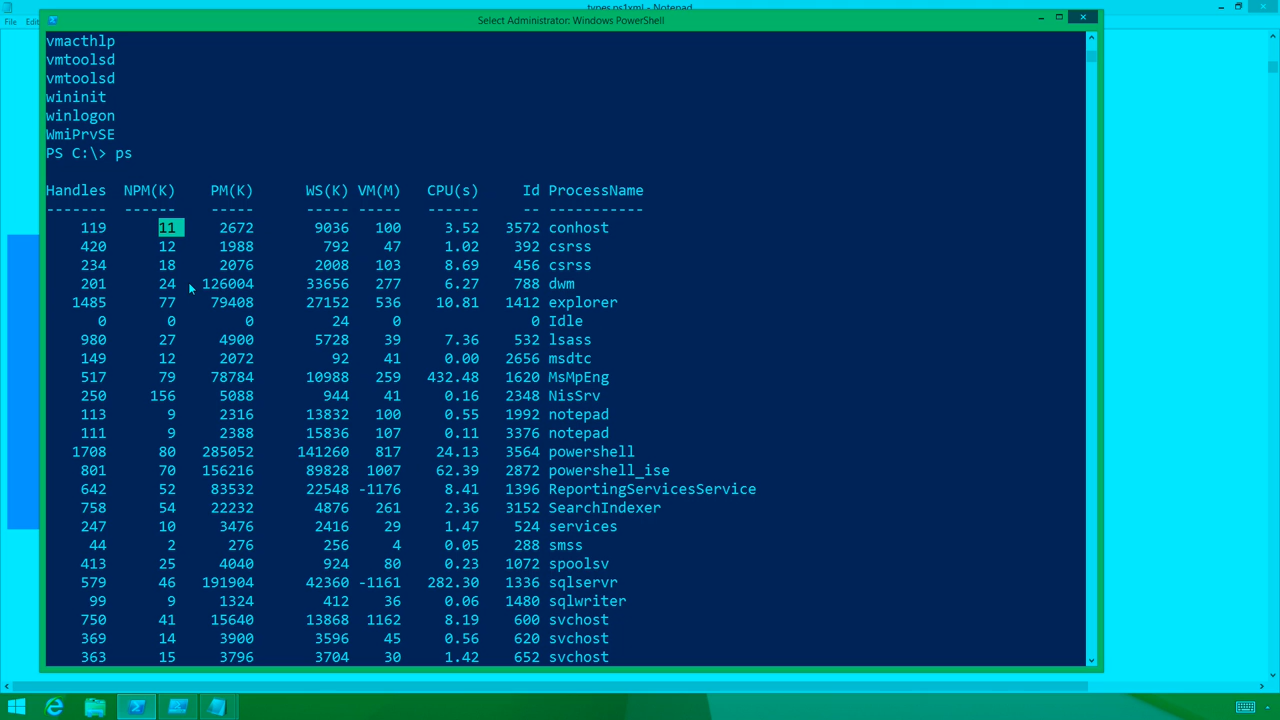 types.ps1xml - Notepad
File Edit
Select Administrator: Windows PowerShell
vmacthlp
vmtoolsd
vmtoolsd
wininit
winlogon
WmiPrvSE
PS C:\> ps
Handles NPM(K) PM(K) WS(K) VM(M) CPU(s) Id ProcessName
------- ------ ----- ----- ----- ------ -- -----------
119 11 2672 9036 100 3.52 3572 conhost
420 12 1988 792 47 1.02 392 csrss
234 18 2076 2008 103 8.69 456 csrss
201 24 126004 33656 277 6.27 788 dwm
1485 77 79408 27152 536 10.81 1412 explorer
0 0 0 24 0 0 Idle
980 27 4900 5728 39 7.36 532 lsass
149 12 2072 92 41 0.00 2656 msdtc
517 79 78784 10988 259 432.48 1620 MsMpEng
250 156 5088 944 41 0.16 2348 NisSrv
113 9 2316 13832 100 0.55 1992 notepad
111 9 2388 15836 107 0.11 3376 notepad
1708 80 285052 141260 817 24.13 3564 powershell
801 70 156216 89828 1007 62.39 2872 powershell_ise
642 52 83532 22548 -1176 8.41 1396 ReportingServicesService
758 54 22232 4876 261 2.36 3152 SearchIndexer
247 10 3476 2416 29 1.47 524 services
44 2 276 256 4 0.05 288 smss
413 25 4040 924 80 0.23 1072 spoolsv
579 46 191904 42360 -1161 282.30 1336 sqlservr
99 9 1324 412 36 0.06 1480 sqlwriter
750 41 15640 13868 1162 8.19 600 svchost
369 14 3900 3596 45 0.56 620 svchost
363 15 3796 3704 30 1.42 652 svchost